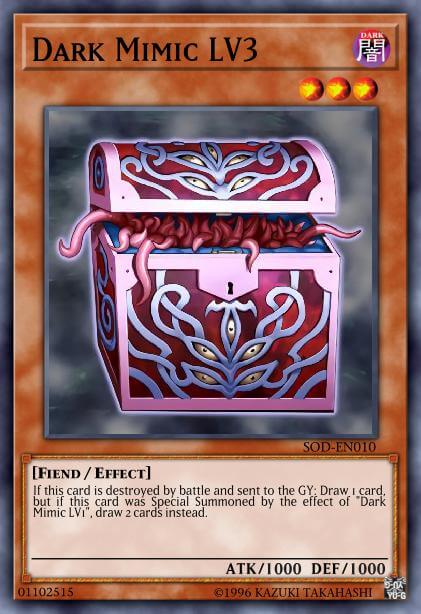 DARK MIMIC LV3
DARK
闇
SOD-EN010
[FIEND / EFFECT]
If this card is destroyed by battle and sent to the GY: Draw 1 card,
but if this card was Special Summoned by the effect of "Dark
Mimic LV1", draw 2 cards instead.
ATK/1000 DEF/1000
01102515
©1996 KAZUKI TAKAHASHI